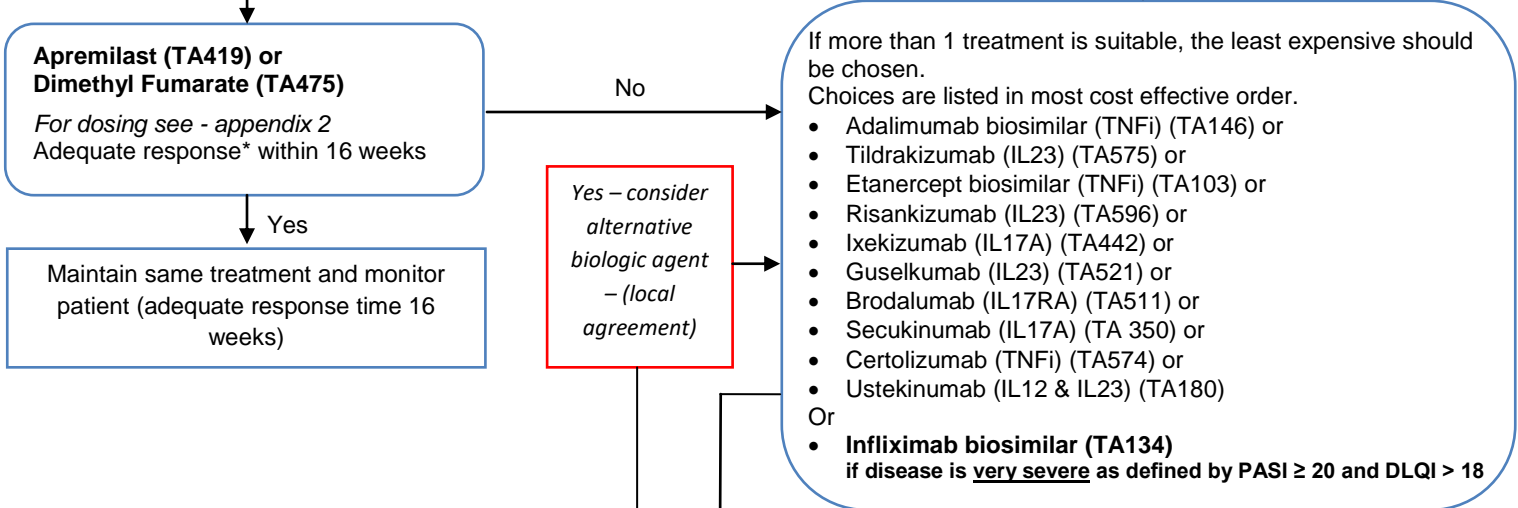 Apremilast (TA419) or
Dimethyl Fumarate (TA475)
For dosing see - appendix 2
Adequate response* within 16 weeks
No
Yes
Maintain same treatment and monitor
patient (adequate response time 16
weeks)
Yes – consider
alternative
biologic agent
– (local
agreement)
If more than 1 treatment is suitable, the least expensive should
be chosen.
Choices are listed in most cost effective order.
• Adalimumab biosimilar (TNFi) (TA146) or
• Tildrakizumab (IL23) (TA575) or
• Etanercept biosimilar (TNFi) (TA103) or
• Risankizumab (IL23) (TA596) or
• Ixekizumab (IL17A) (TA442) or
• Guselkumab (IL23) (TA521) or
• Brodalumab (IL17RA) (TA511) or
• Secukinumab (IL17A) (TA 350) or
• Certolizumab (TNFi) (TA574) or
• Ustekinumab (IL12 & IL23) (TA180)
Or
• Infliximab biosimilar (TA134)
if disease is very severe as defined by PASI ≥ 20 and DLQI > 18